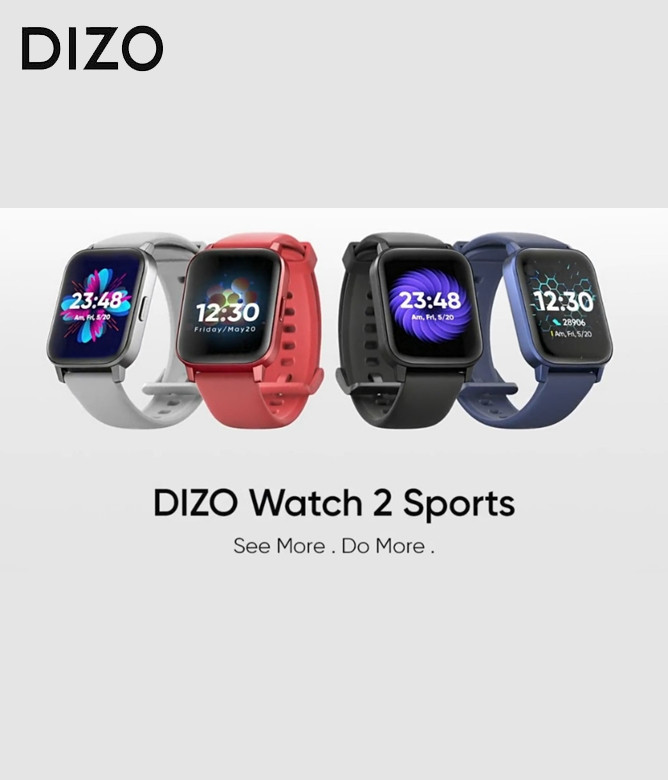 DIZO
23:48
Am, Fri, 5/20
12:30
Friday/May20
23:48
Am, Fri, 5/20
12:30
28906
Am, Fri, 5/20
DIZO Watch 2 Sports
See More . Do More .